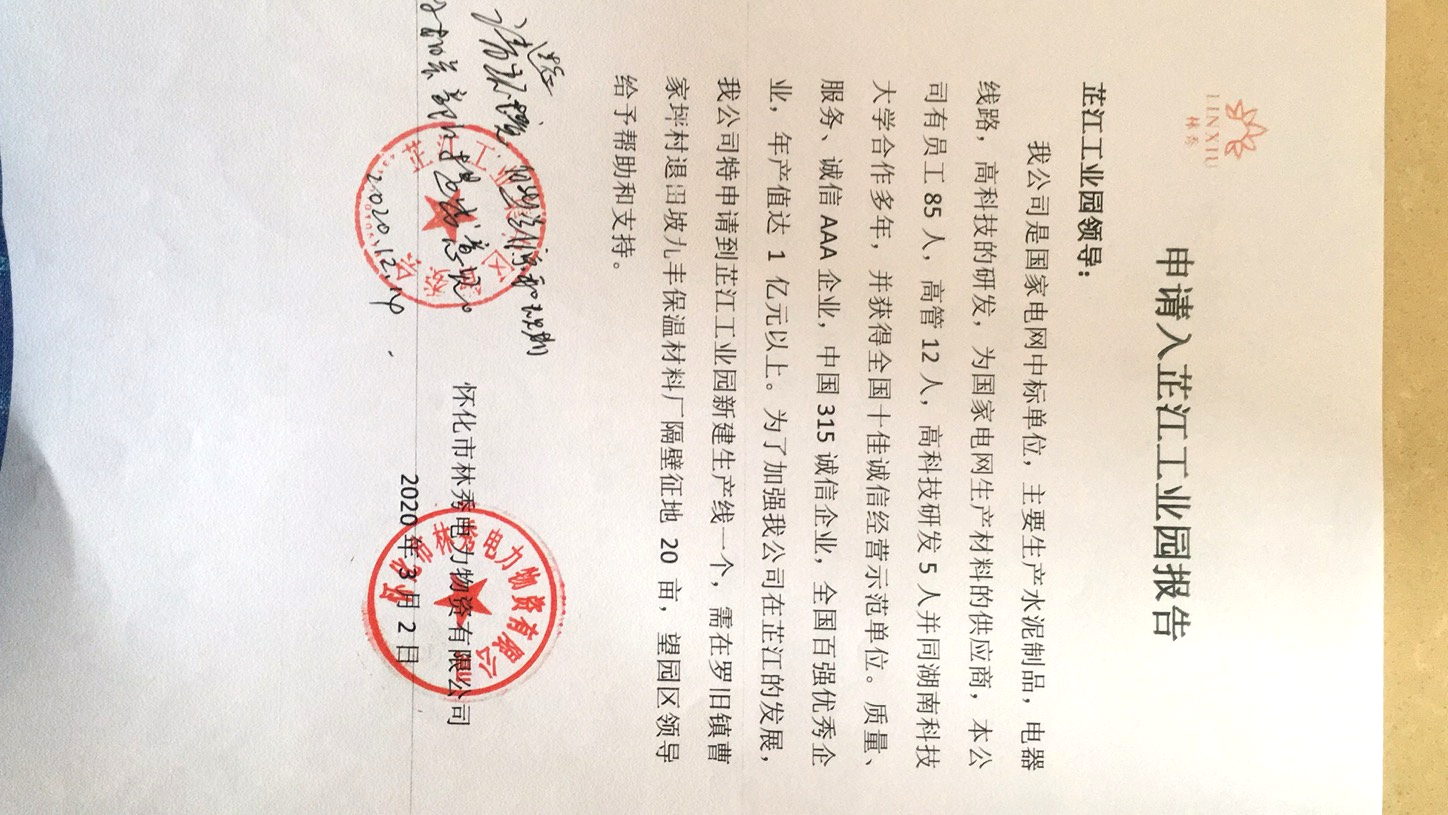 LINXIU
林秀
申请入芷江工业园报告
芷江工业园领导：
我公司是国家电网中标单位，主要生产水泥制品，电器
线路，高科技的研发，为国家电网生产材料的供应商，本公
司有员工 85 人，高管 12 人，高科技研发 5 人并同湖南科技
大学合作多年，并获得全国十佳诚信经营示范单位。质量、
服务、诚信 AAA 企业，中国 315 诚信企业，全国百强优秀企
业，年产值达 1 亿元以上。为了加强我公司在芷江的发展，
我公司特申请到芷江工业园新建生产线一个，需在罗旧镇曹
家坪村退田坡九丰保温材料厂隔壁征地 20 亩，望园区领导
给予帮助和支持。
芷江工业
2020.12.14
怀化市林秀电力物资有限公司
2020 年 3 月 2 日
怀化市林秀电力物资有限公司